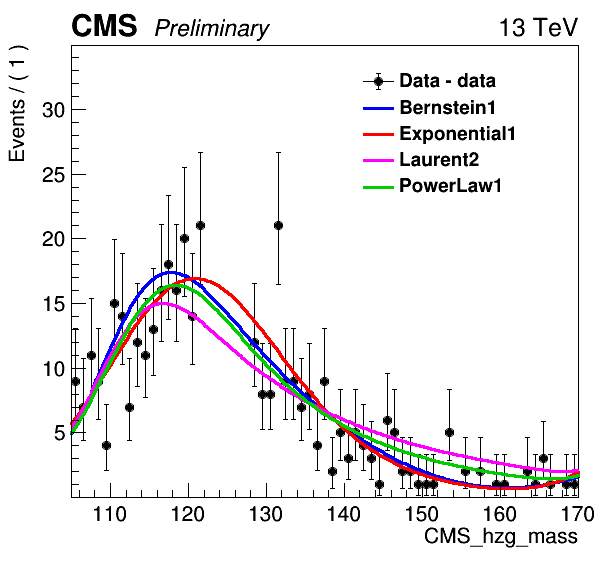 CMS Preliminary 13 TeV
Events / ( 1 )
Data - data
Bernstein1
Exponential1
Laurent2
PowerLaw1
30
25
20
15
10
5
110 120 130 140 150 160 170
CMS_hzg_mass